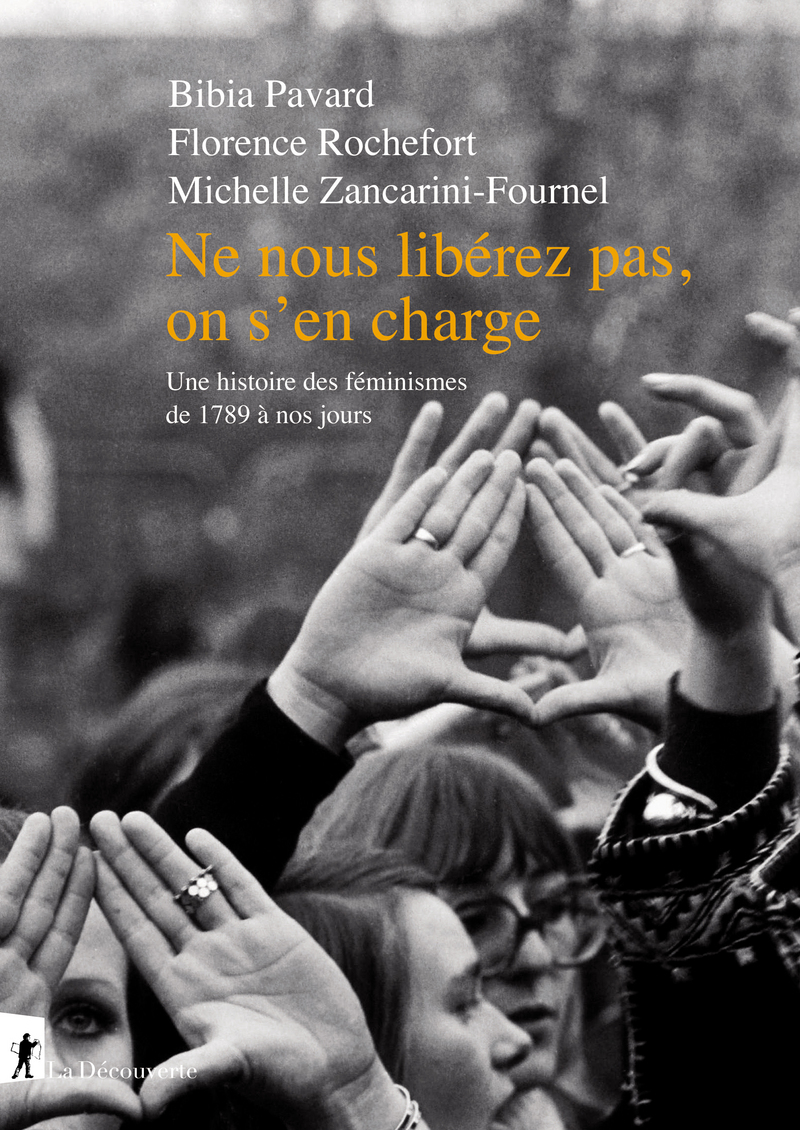 Bibia Pavard
Florence Rochefort
Michelle Zancarini-Fournel
Ne nous libérez pas,
on s’en charge
Une histoire des féminismes
de 1789 à nos jours
La Découverte